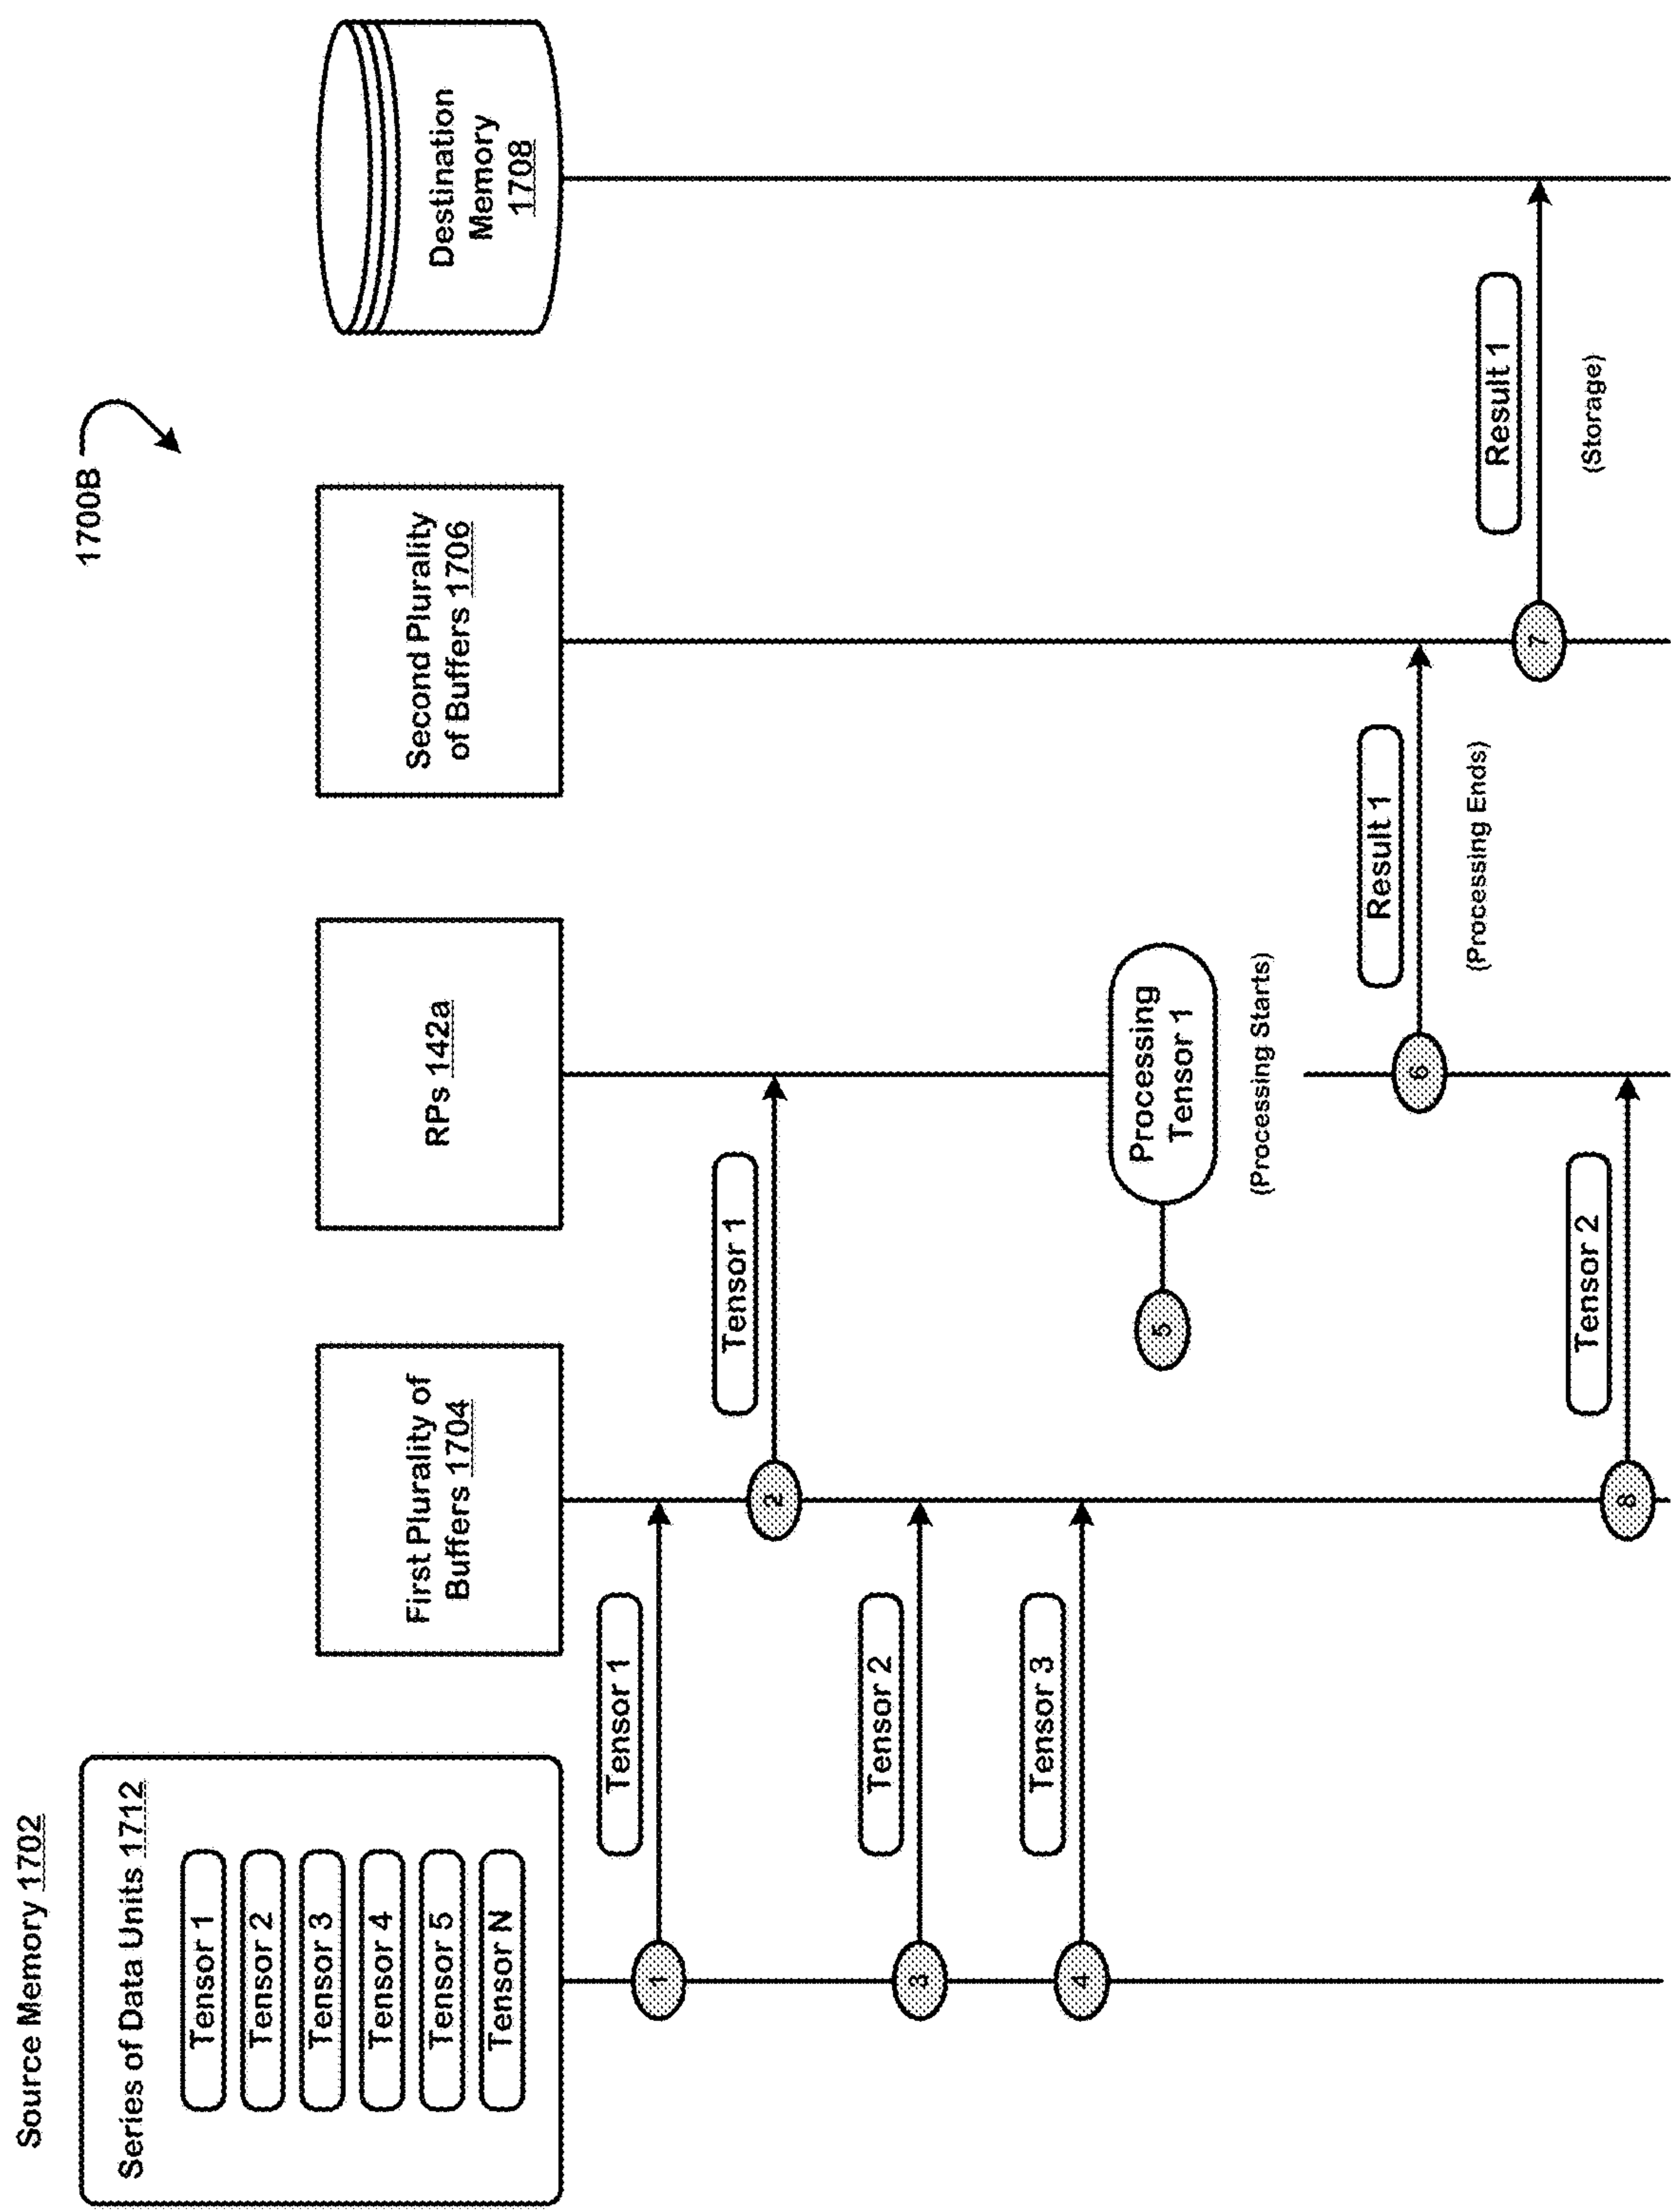 1700B
Source Memory 1702
Series of Data Units 1712
Tensor 1
Tensor 2
Tensor 3
Tensor 4
Tensor 5
Tensor N
First Plurality of
Buffers 1704
RPs 142a
Second Plurality
of Buffers 1706
Destination
Memory
1708
1
Tensor 1
2
Tensor 1
3
Tensor 2
4
Tensor 3
5
Processing
Tensor 1
(Processing Starts)
6
Result 1
(Processing Ends)
7
Result 1
(Storage)
8
Tensor 2